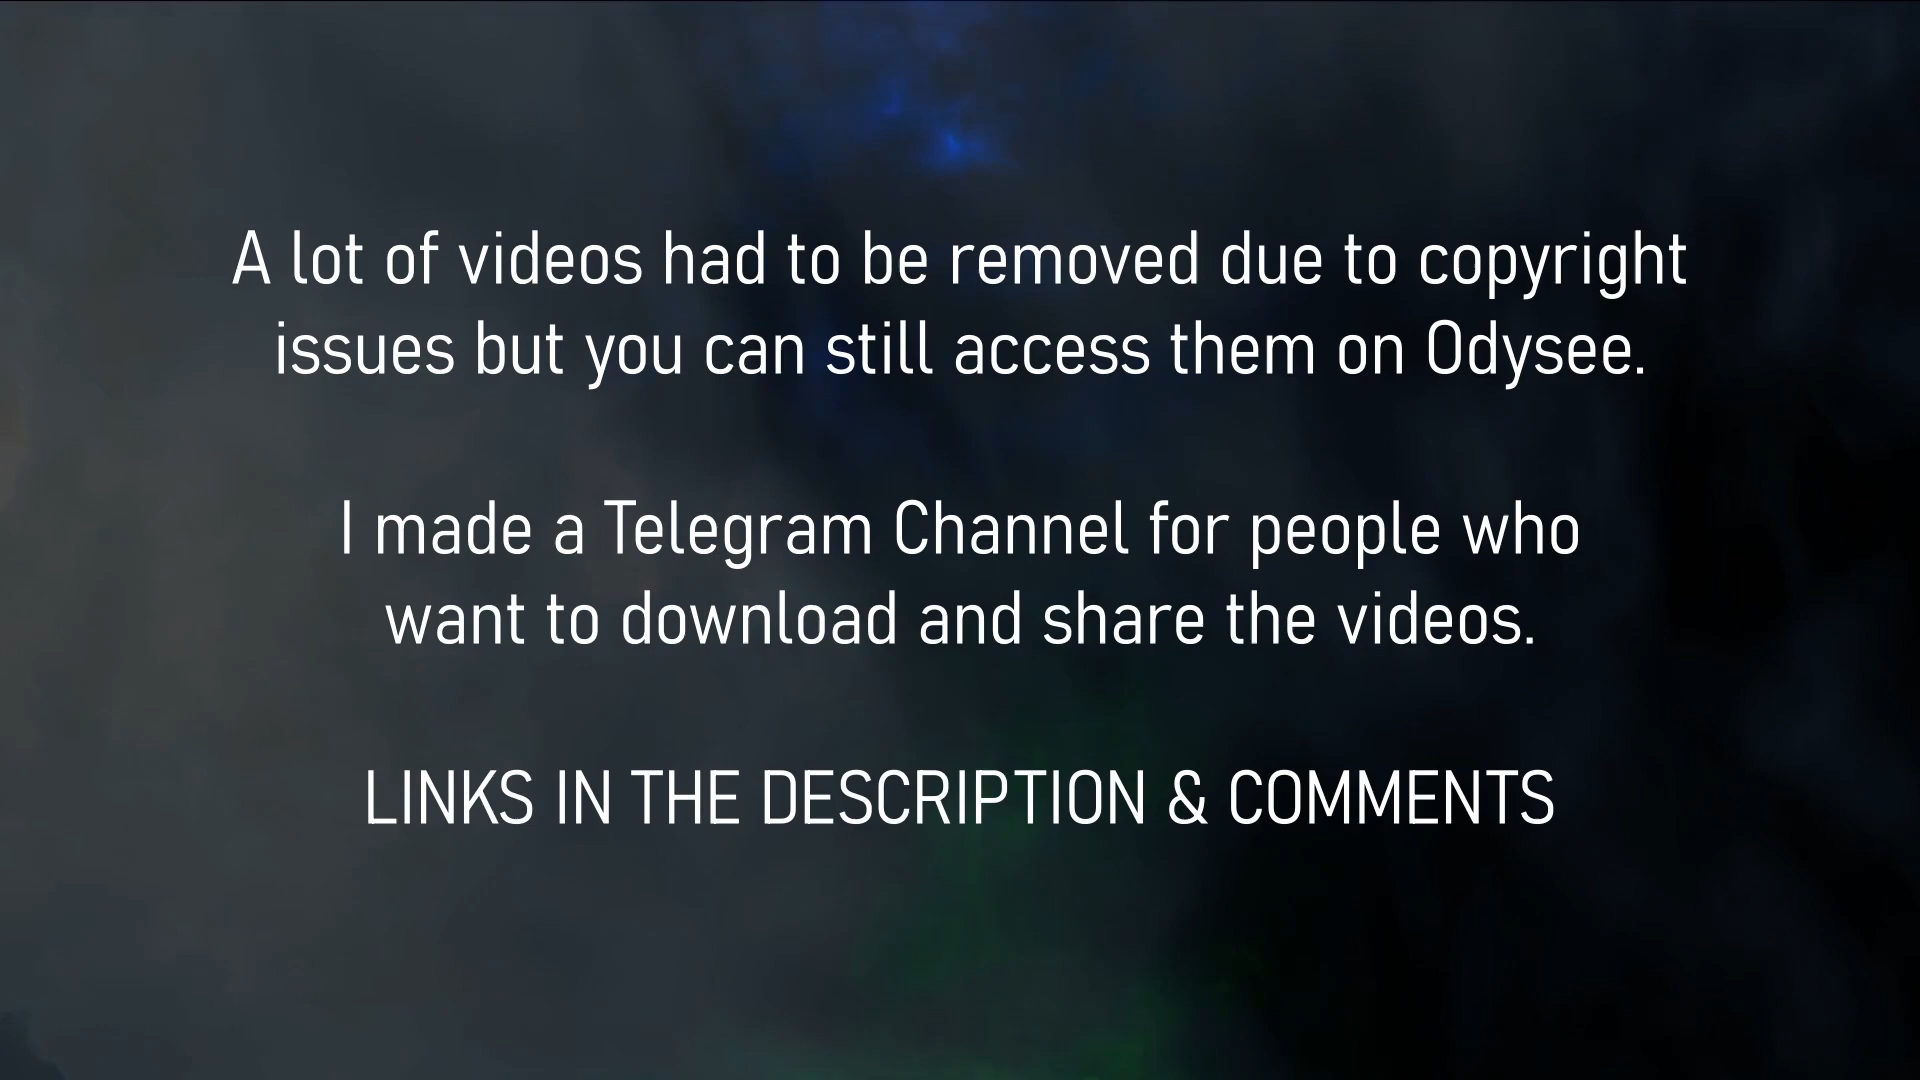 A lot of videos had to be removed due to copyright
issues but you can still access them on Odysee.
I made a Telegram Channel for people who
want to download and share the videos.
LINKS IN THE DESCRIPTION & COMMENTS